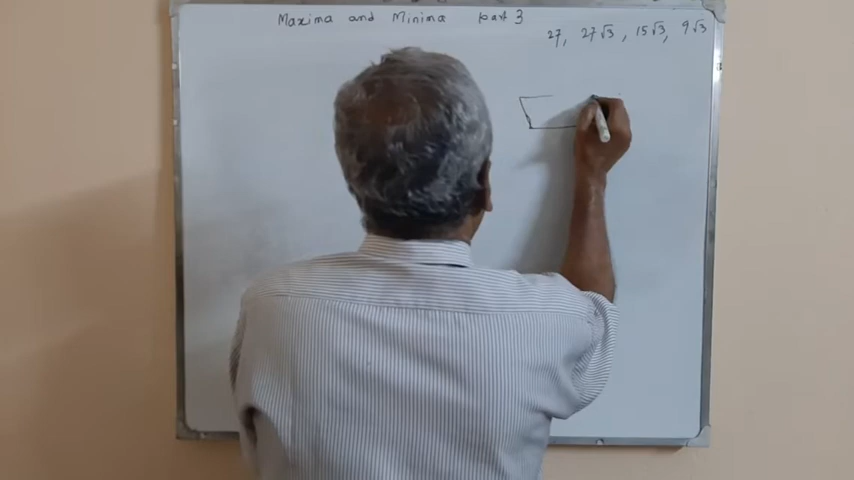 Maxima and Minima part 3
27, 27√3, 15√3, 9√3